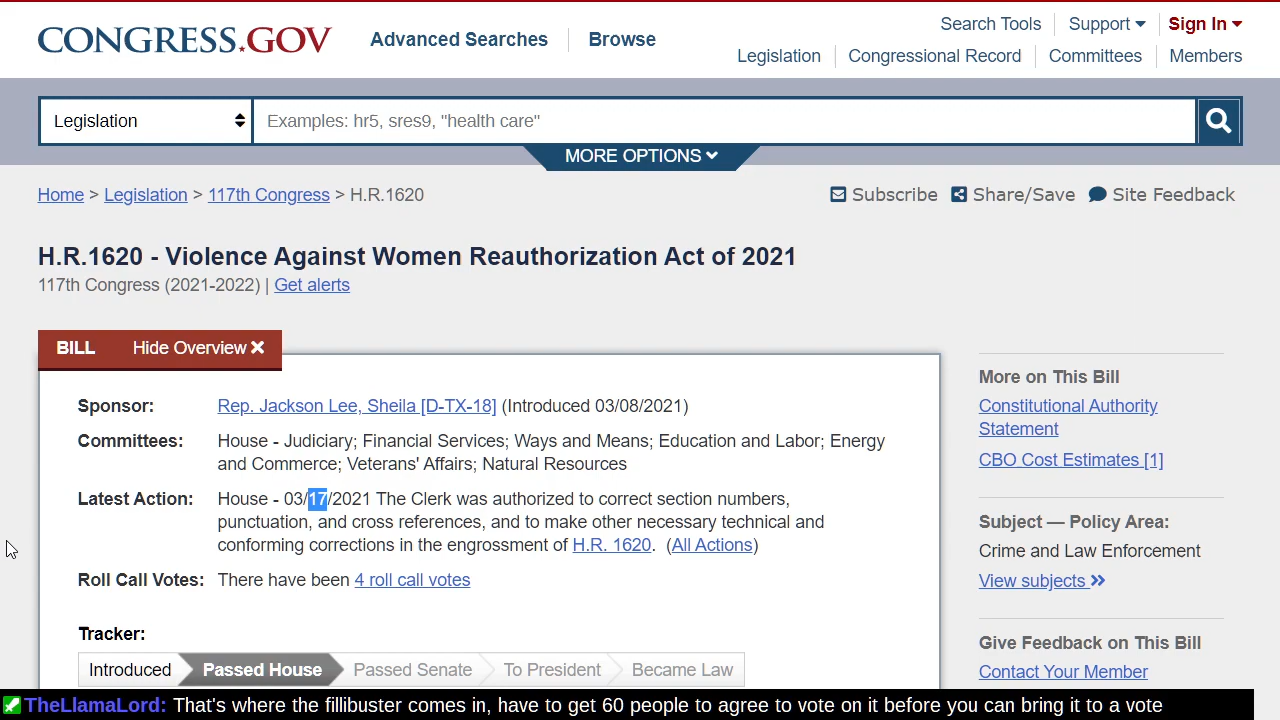 CONGRESS.GOV
Advanced Searches
Browse
Search Tools
Support
Sign In
Legislation
Congressional Record
Committees
Members
Legislation
Examples: hr5, sres9, "health care"
MORE OPTIONS
Home > Legislation > 117th Congress > H.R.1620
Subscribe
Share/Save
Site Feedback
H.R.1620 - Violence Against Women Reauthorization Act of 2021
117th Congress (2021-2022) | Get alerts
BILL
Hide Overview ×
Sponsor: Rep. Jackson Lee, Sheila [D-TX-18] (Introduced 03/08/2021)
Committees: House - Judiciary; Financial Services; Ways and Means; Education and Labor; Energy
and Commerce; Veterans' Affairs; Natural Resources
Latest Action: House - 03/17/2021 The Clerk was authorized to correct section numbers,
punctuation, and cross references, and to make other necessary technical and
conforming corrections in the engrossment of H.R. 1620. (All Actions)
Roll Call Votes: There have been 4 roll call votes
Tracker:
Introduced
Passed House
Passed Senate
To President
Became Law
More on This Bill
Constitutional Authority
Statement
CBO Cost Estimates [1]
Subject — Policy Area:
Crime and Law Enforcement
View subjects
Give Feedback on This Bill
Contact Your Member
TheLlamaLord: That's where the fillibuster comes in, have to get 60 people to agree to vote on it before you can bring it to a vote